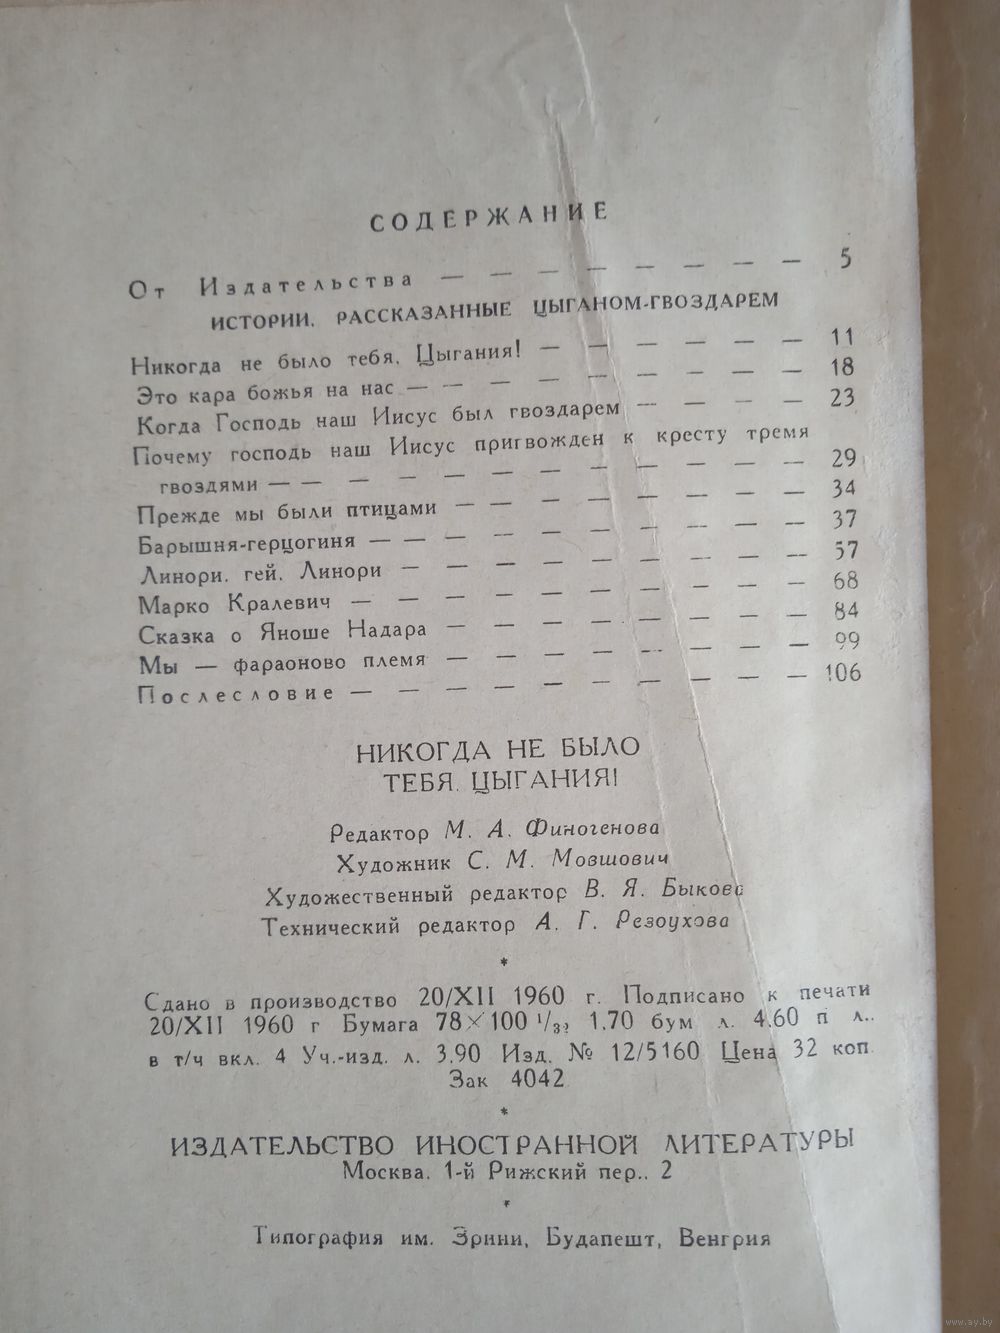 СОДЕРЖАНИЕ
От Издательства — — — — — — — — 5
ИСТОРИИ, РАССКАЗАННЫЕ ЦЫГАНОМ-ГВОЗДАРЕМ
Никогда не было тебя, Цыгания! — — — — — — 11
Это кара божья на нас — — — — — — — — — 18
Когда Господь наш Иисус был гвоздарем — — — — 23
Почему господь наш Иисус пригвожден к кресту тремя
гвоздями — — — — — — — — — — — 29
Прежде мы были птицами — — — — — — — — 34
Барышня-герцогиня — — — — — — — — — 37
Линори, гей, Линори — — — — — — — — — 57
Марко Кралевич — — — — — — — — — — 68
Сказка о Яноше Надара — — — — — — — — 84
Мы — фараоново племя — — — — — — — — 99
Послесловие — — — — — — — — — — 106
НИКОГДА НЕ БЫЛО
ТЕБЯ, ЦЫГАНИЯ!
Редактор М. А. Финогенова
Художник С. М. Мовшович
Художественный редактор В. Я. Быкова
Технический редактор А. Г. Резоухова
*
Сдано в производство 20/XII 1960 г. Подписано к печати
20/XII 1960 г Бумага 78×100 1/32 1,70 бум л. 4,60 п л.,
в т/ч вкл. 4 Уч.-изд. л. 3,90 Изд. № 12/5160 Цена 32 коп.
Зак 4042
*
ИЗДАТЕЛЬСТВО ИНОСТРАННОЙ ЛИТЕРАТУРЫ
Москва, 1-й Рижский пер., 2
*
Типография им. Зрини, Будапешт, Венгрия
www.ay.by